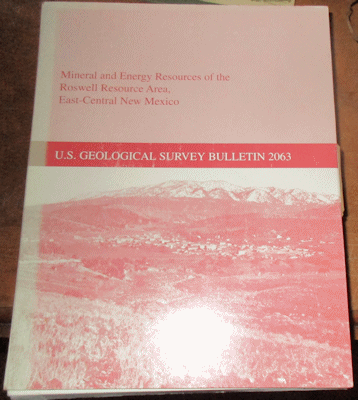 Mineral and Energy Resources of the
Roswell Resource Area,
East-Central New Mexico
U.S. GEOLOGICAL SURVEY BULLETIN 2063